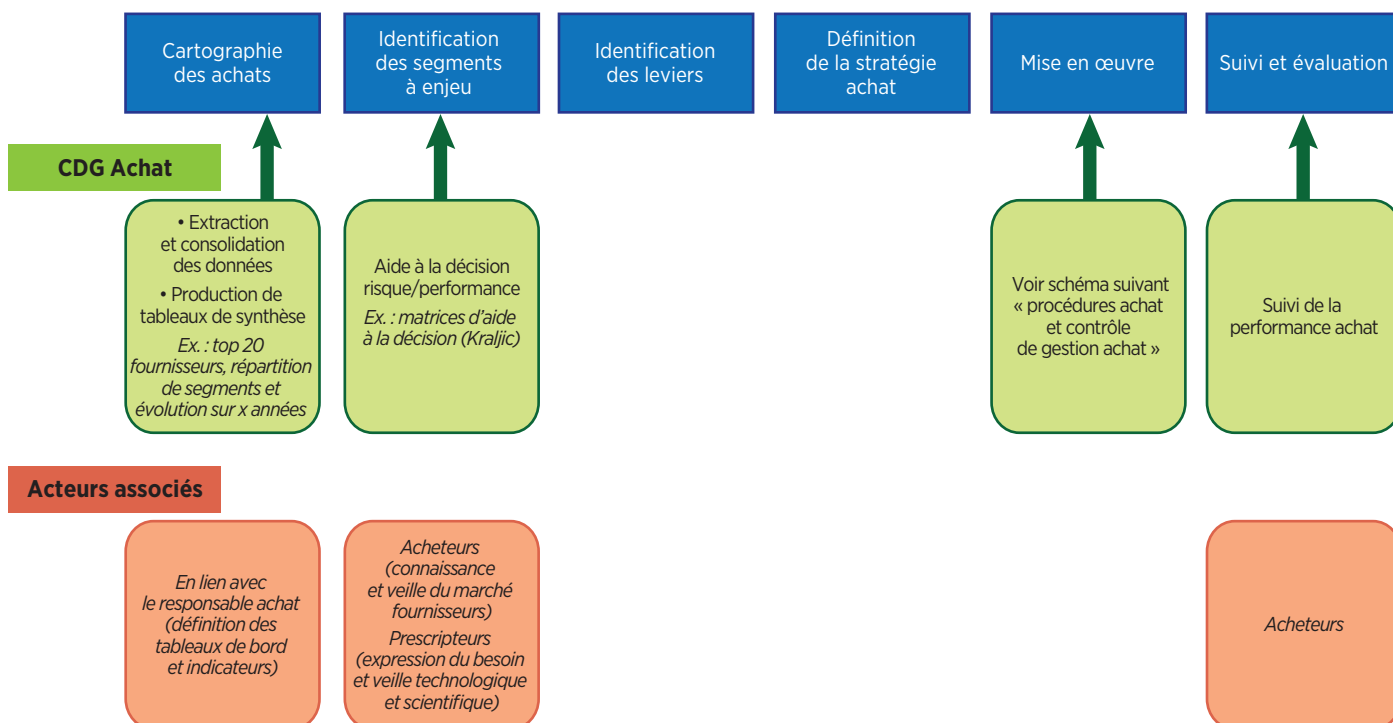 Cartographie
des achats
Identification
des segments
à enjeu
Identification
des leviers
Définition
de la stratégie
achat
Mise en œuvre
Suivi et évaluation
CDG Achat
• Extraction
et consolidation
des données
• Production de
tableaux de synthèse
Ex. : top 20
fournisseurs, répartition
de segments et
évolution sur x années
Aide à la décision
risque/performance
Ex. : matrices d'aide
à la décision (Kraljic)
Voir schéma suivant
« procédures achat
et contrôle
de gestion achat »
Suivi de la
performance achat
Acteurs associés
En lien avec
le responsable achat
(définition des
tableaux de bord
et indicateurs)
Acheteurs
(connaissance
et veille du marché
fournisseurs)
Prescripteurs
(expression du besoin
et veille technologique
et scientifique)
Acheteurs